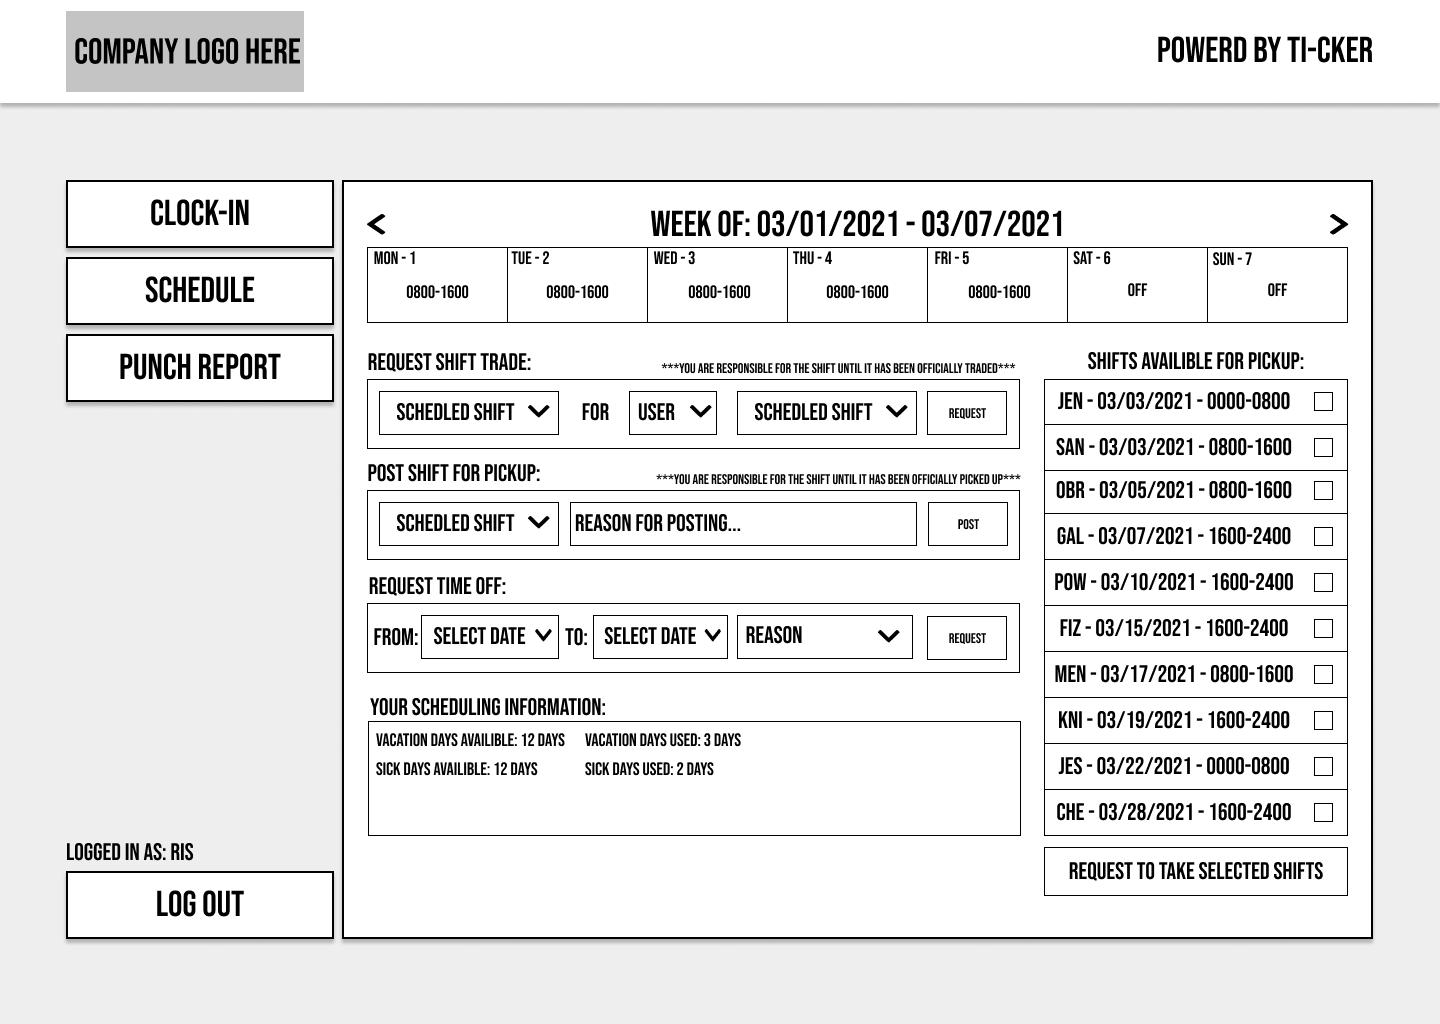 COMPANY LOGO HERE
POWERD BY TI-CKER
CLOCK-IN
SCHEDULE
PUNCH REPORT
LOGGED IN AS: RIS
LOG OUT
< WEEK OF: 03/01/2021 - 03/07/2021 >
MON - 1 TUE - 2 WED - 3 THU - 4 FRI - 5 SAT - 6 SUN - 7
0800-1600 0800-1600 0800-1600 0800-1600 0800-1600 OFF OFF
REQUEST SHIFT TRADE: ***YOU ARE RESPONSIBLE FOR THE SHIFT UNTIL IT HAS BEEN OFFICIALLY TRADED***
SCHEDLED SHIFT FOR USER SCHEDLED SHIFT REQUEST
POST SHIFT FOR PICKUP: ***YOU ARE RESPONSIBLE FOR THE SHIFT UNTIL IT HAS BEEN OFFICIALLY PICKED UP***
SCHEDLED SHIFT REASON FOR POSTING... POST
REQUEST TIME OFF:
FROM: SELECT DATE TO: SELECT DATE REASON REQUEST
YOUR SCHEDULING INFORMATION:
VACATION DAYS AVAILIBLE: 12 DAYS VACATION DAYS USED: 3 DAYS
SICK DAYS AVAILIBLE: 12 DAYS SICK DAYS USED: 2 DAYS
SHIFTS AVAILIBLE FOR PICKUP:
JEN - 03/03/2021 - 0000-0800
SAN - 03/03/2021 - 0800-1600
OBR - 03/05/2021 - 0800-1600
GAL - 03/07/2021 - 1600-2400
POW - 03/10/2021 - 1600-2400
FIZ - 03/15/2021 - 1600-2400
MEN - 03/17/2021 - 0800-1600
KNI - 03/19/2021 - 1600-2400
JES - 03/22/2021 - 0000-0800
CHE - 03/28/2021 - 1600-2400
REQUEST TO TAKE SELECTED SHIFTS